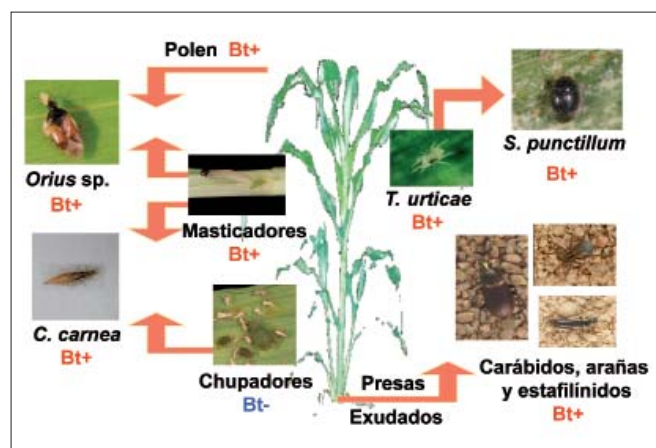 Polen Bt+
Orius sp.
Bt+
Masticadores
Bt+
C. carnea
Bt+
Chupadores
Bt-
T. urticae
Bt+
S. punctillum
Bt+
Presas
Exudados
Carábidos, arañas
y estafilínidos
Bt+